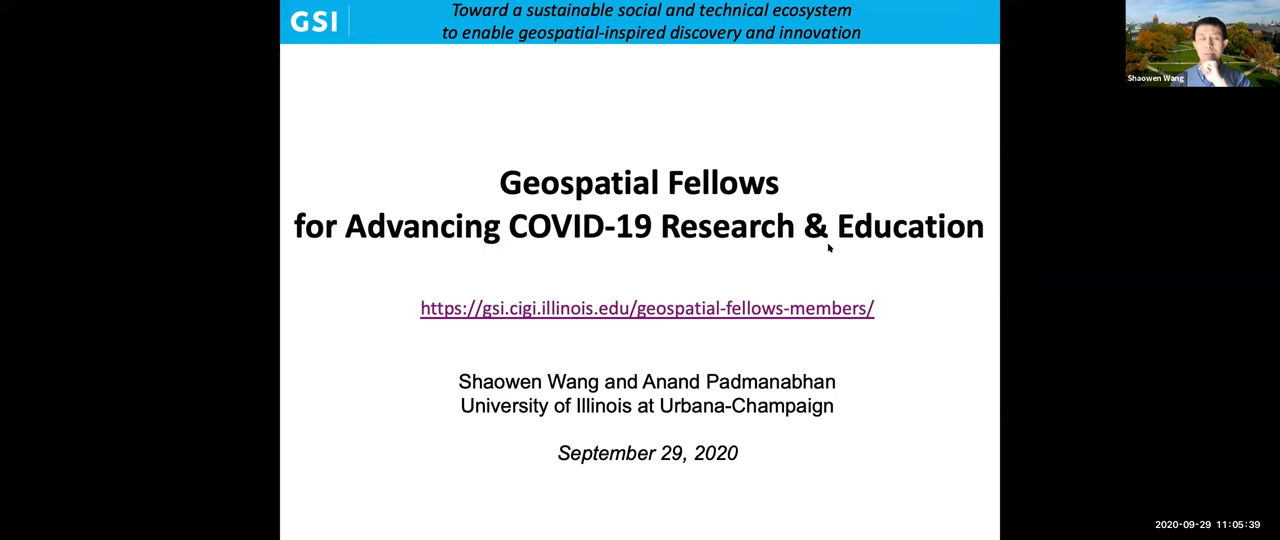 GSI
Toward a sustainable social and technical ecosystem
to enable geospatial-inspired discovery and innovation
Shaowen Wang
Geospatial Fellows
for Advancing COVID-19 Research & Education
https://gsi.cigi.illinois.edu/geospatial-fellows-members/
Shaowen Wang and Anand Padmanabhan
University of Illinois at Urbana-Champaign
September 29, 2020
2020-09-29 11:05:39